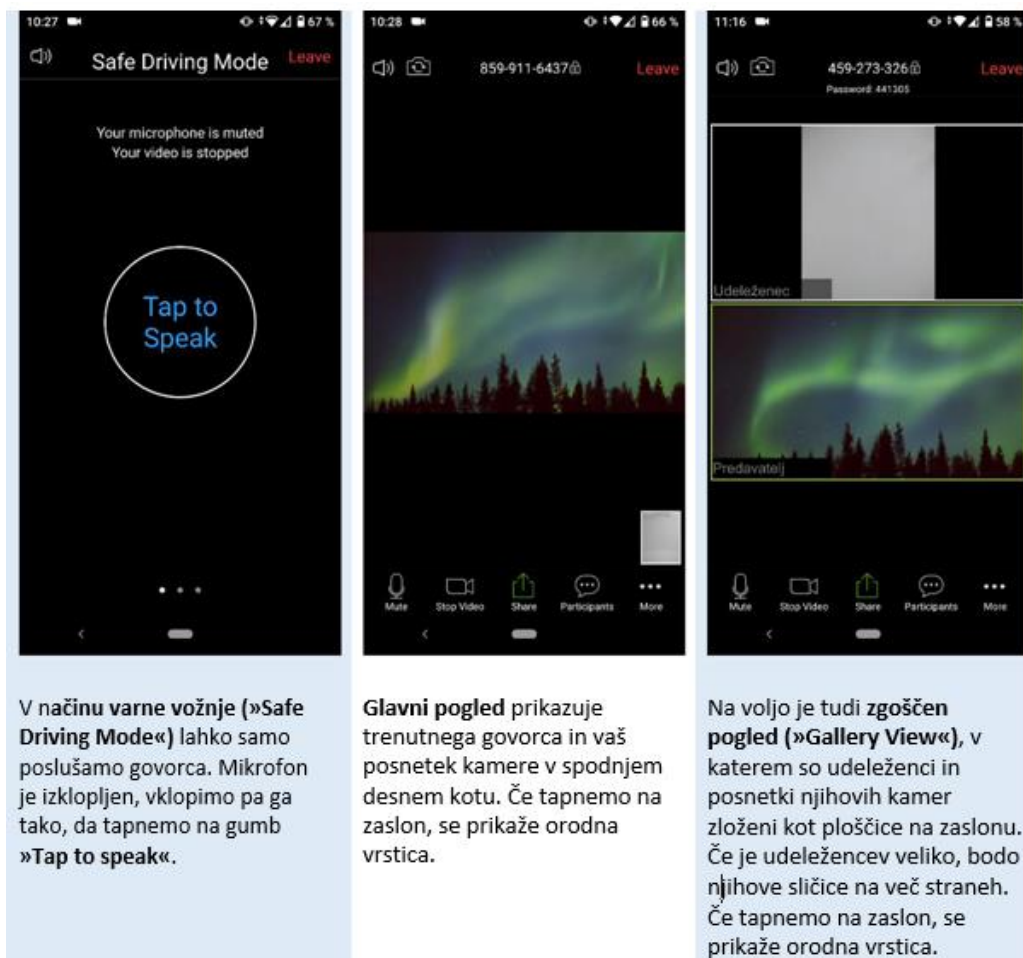 10:27
67 %
Safe Driving Mode
Leave
Your microphone is muted
Your video is stopped
Tap to
Speak
V načinu varne vožnje (»Safe
Driving Mode«) lahko samo
poslušamo govorca. Mikrofon
je izklopljen, vklopimo pa ga
tako, da tapnemo na gumb
»Tap to speak«.
10:28
66 %
859-911-6437
Leave
Mute
Stop Video
Share
Participants
More
Glavni pogled prikazuje
trenutnega govorca in vaš
posnetek kamere v spodnjem
desnem kotu. Če tapnemo na
zaslon, se prikaže orodna
vrstica.
11:16
58 %
459-273-326
Leave
Password: 441305
Udeleženec
Predavatelj
Mute
Stop Video
Share
Participants
More
Na voljo je tudi zgoščen
pogled (»Gallery View«), v
katerem so udeleženci in
posnetki njihovih kamer
zloženi kot ploščice na zaslonu.
Če je udeležencev veliko, bodo
njihove sličice na več straneh.
Če tapnemo na zaslon, se
prikaže orodna vrstica.